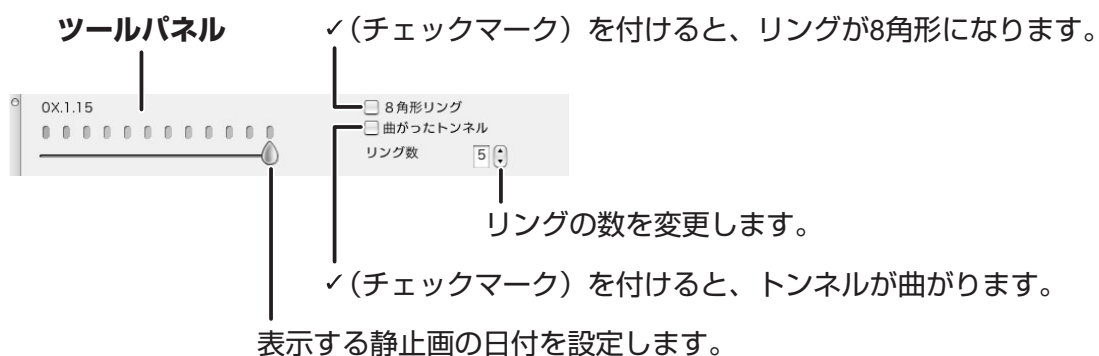 ツールパネル
✓(チェックマーク）を付けると、リングが8角形になります。
0X.1.15
8角形リング
曲がったトンネル
リング数
5
リングの数を変更します。
✓(チェックマーク）を付けると、トンネルが曲がります。
表示する静止画の日付を設定します。